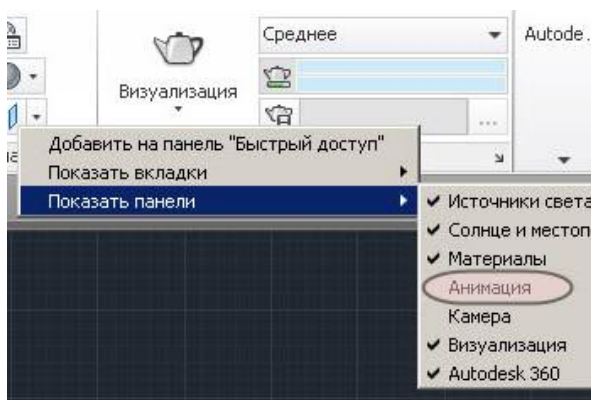 Среднее
Autode...
Визуализация
...
Добавить на панель "Быстрый доступ"
Показать вкладки
Показать панели
Источники света
Солнце и местоп
Материалы
Анимация
Камера
Визуализация
Autodesk 360